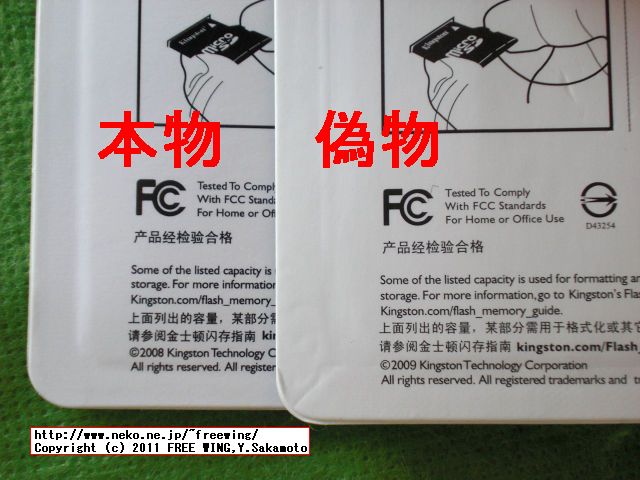 Kingston
micro
SD
本物
FC
Tested To Comply
With FCC
For Home or
产品经检验合格
Some of the listed capacity is
storage. For more information,
Kingston.com/flash_memory_
上面列出的容量，某部分需
请参阅金士顿闪存指南
©2008 Kingston Technology
All rights reserved. All registered
Kingston
micro
SD
偽物
FC
Tested To Comply
With FCC Standards
For Home or Office Use
D43254
产品经检验合格
Some of the listed capacity is used for formatting
storage. For more information,go to Kingston's
Kingston.com/flash_memory_guide.
上面列出的容量，某部分需用于格式化或其
请参阅金士顿闪存指南 kingston.com/Flash_
©2009 Kingston Technology Corporation
All rights reserved. All registered trademarks and
http://www.neko.ne.jp/~freewing/
Copyright (c) 2011 FREE WING,Y.Sakamoto